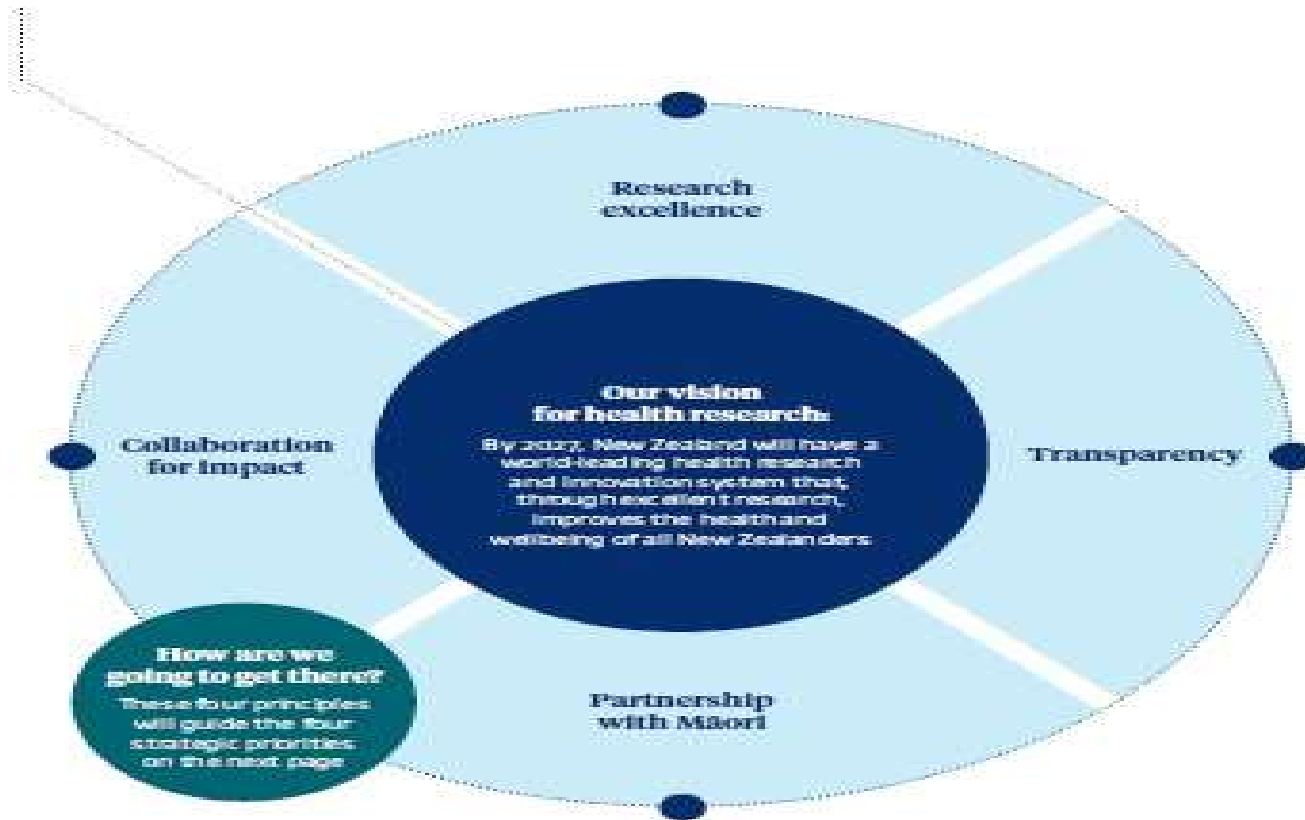 Research
excellence
Our vision
for health research:
By 2027, New Zealand will have a
world-leading health research
and innovation system that,
through excellent research,
improves the health and
wellbeing of all New Zealanders
Collaboration
for impact
Transparency
How are we
going to get there?
These four principles
will guide the four
strategic priorities
on the next page
Partnership
with Māori